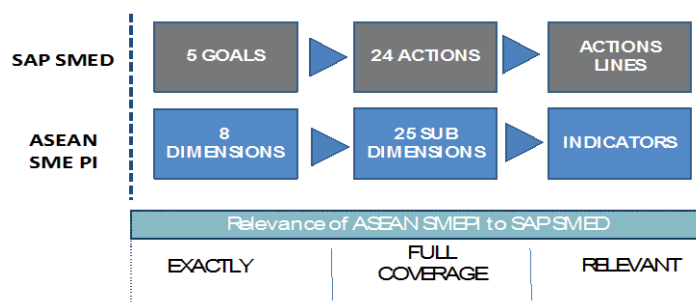 SAP SMED
5 GOALS
24 ACTIONS
ACTIONS
LINES
ASEAN
SME PI
8
DIMENSIONS
25 SUB
DIMENSIONS
INDICATORS
Relevance of ASEAN SMEPI to SAP SMED
EXACTLY
FULL
COVERAGE
RELEVANT